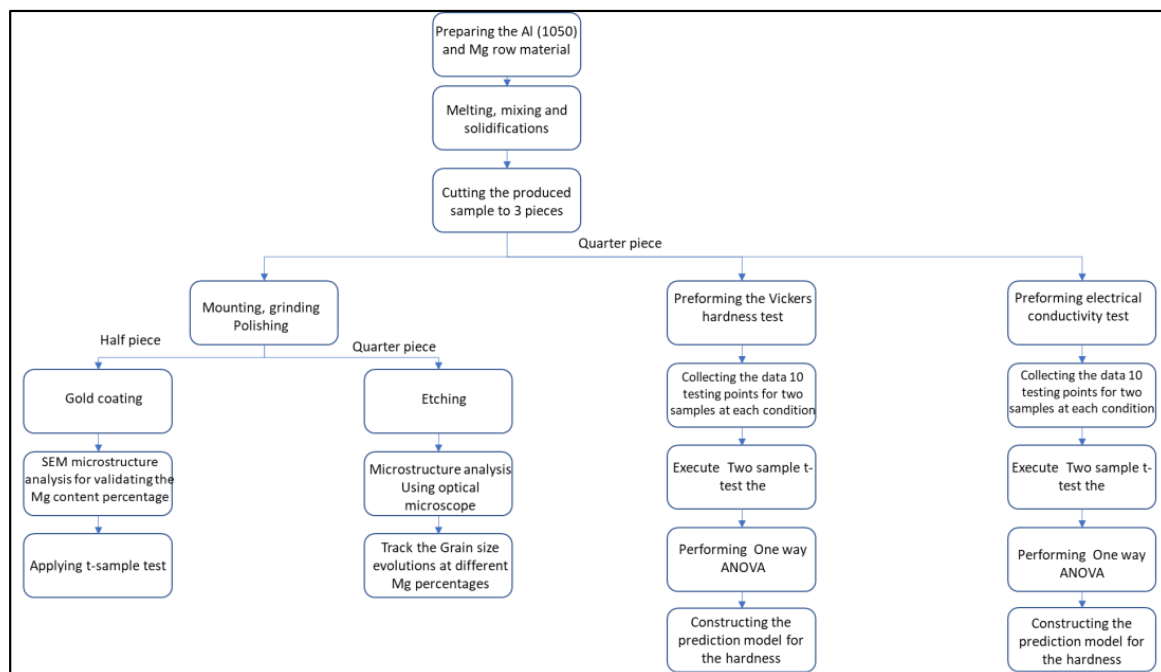 Preparing the Al (1050)
and Mg row material
Melting, mixing and
solidifications
Cutting the produced
sample to 3 pieces
Quarter piece
Mounting, grinding
Polishing
Half piece
Quarter piece
Gold coating
SEM microstructure
analysis for validating the
Mg content percentage
Applying t-sample test
Etching
Microstructure analysis
Using optical
microscope
Track the Grain size
evolutions at different
Mg percentages
Preforming the Vickers
hardness test
Collecting the data 10
testing points for two
samples at each condition
Execute Two sample t-
test the
Performing One way
ANOVA
Constructing the
prediction model for
the hardness
Preforming electrical
conductivity test
Collecting the data 10
testing points for two
samples at each condition
Execute Two sample t-
test the
Performing One way
ANOVA
Constructing the
prediction model for
the hardness